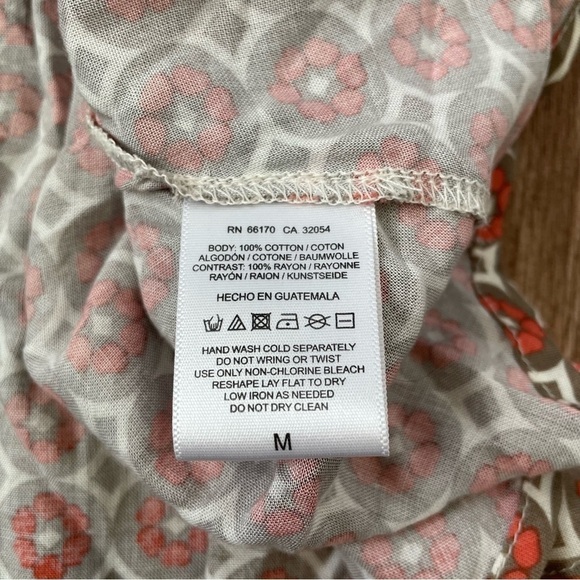 RN 66170 CA 32054
BODY: 100% COTTON / COTON
ALGODÓN / COTONE / BAUMWOLLE
CONTRAST: 100% RAYON / RAYONNE
RAYÓN / RAION / KUNSTSEIDE
HECHO EN GUATEMALA
HAND WASH COLD SEPARATELY
DO NOT WRING OR TWIST
USE ONLY NON-CHLORINE BLEACH
RESHAPE LAY FLAT TO DRY
LOW IRON AS NEEDED
DO NOT DRY CLEAN
M